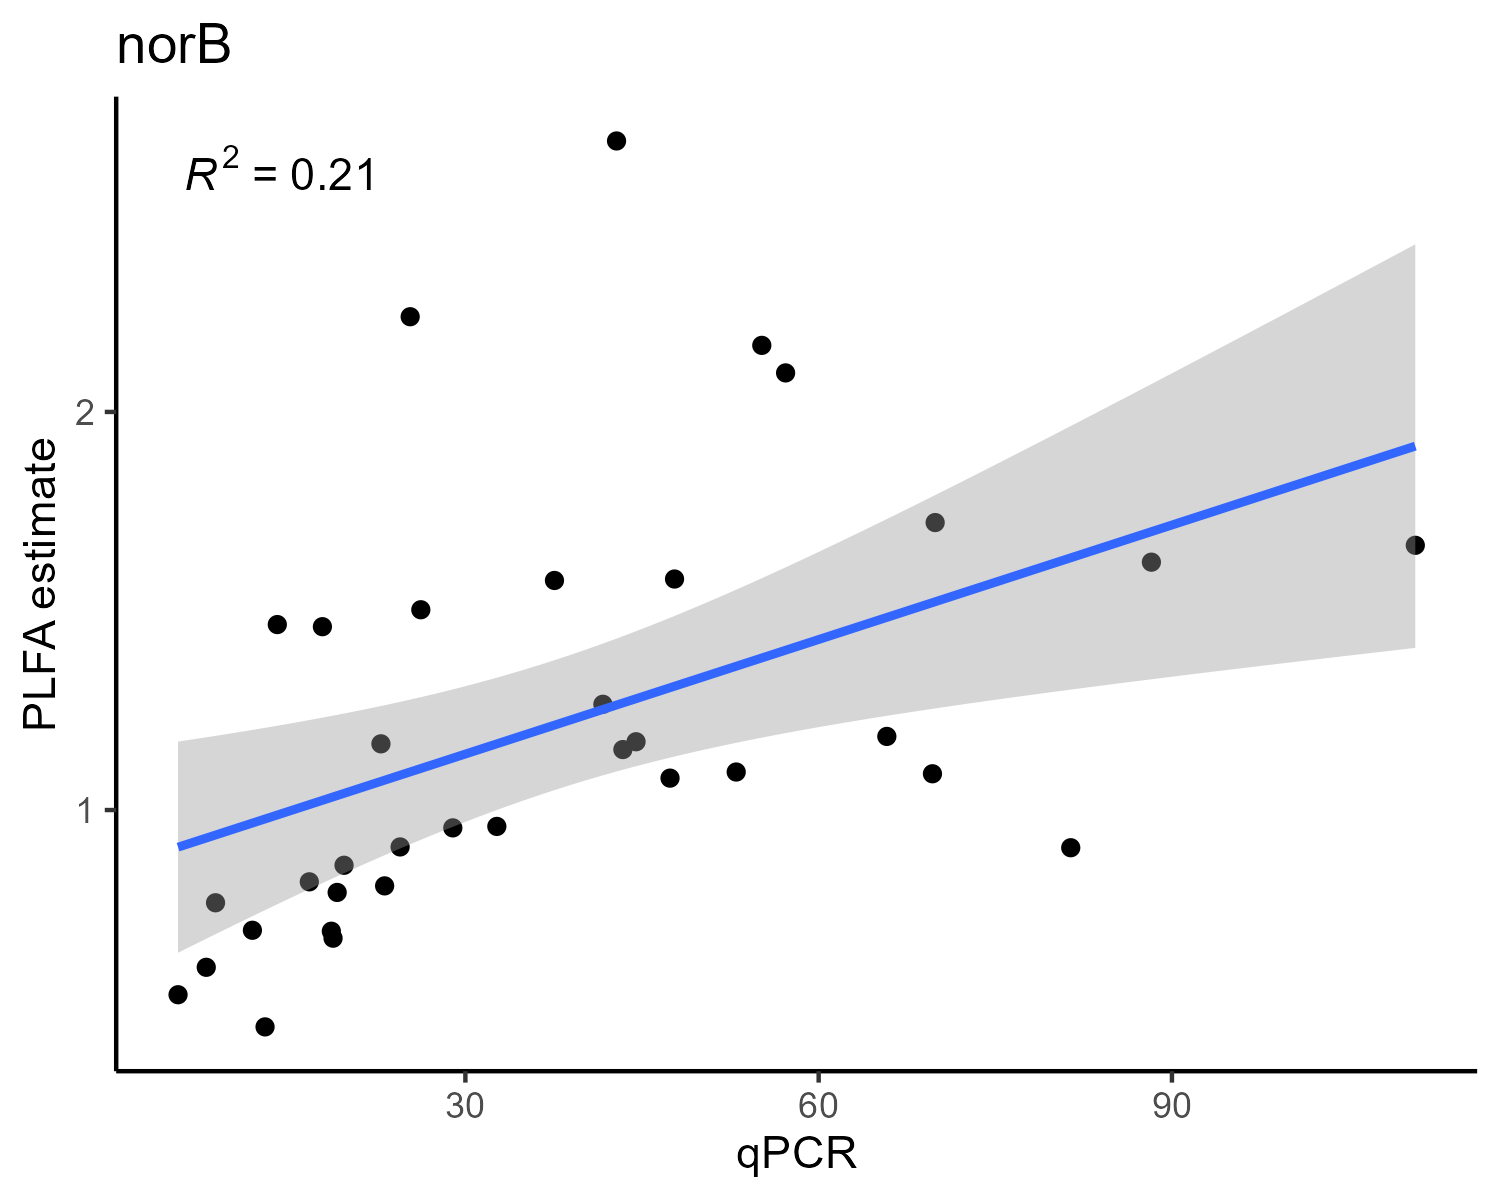 norB
R² = 0.21
2
1
PLFA estimate
30 60 90
qPCR